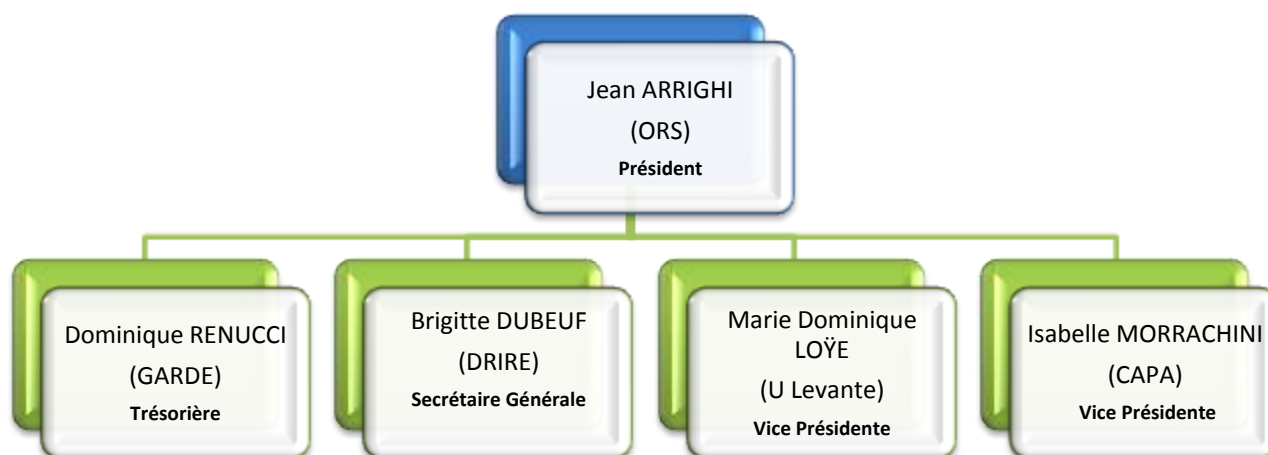 Jean ARRIGHI
(ORS)
Président
Dominique RENUCCI
(GARDE)
Trésorière
Brigitte DUBEUF
(DRIRE)
Secrétaire Générale
Marie Dominique
LOŸE
(U Levante)
Vice Présidente
Isabelle MORRACHINI
(CAPA)
Vice Présidente